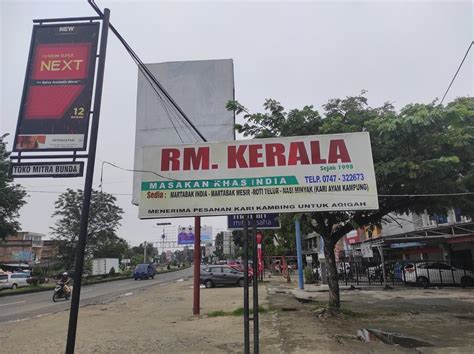 NEW
NEXT
12
TOKO MITRA BUNDA
RM. KERALA
Sejak 1998
MASAKAN KHAS INDIA
TELP. 0747 - 322673
Sedia : MARTABAK INDIA - MARTABAK MESIR - ROTI TELUR - NASI MINYAK (KARI AYAM KAMPUNG)
MENERIMA PESANAN KARI KAMBING UNTUK AQIQAH